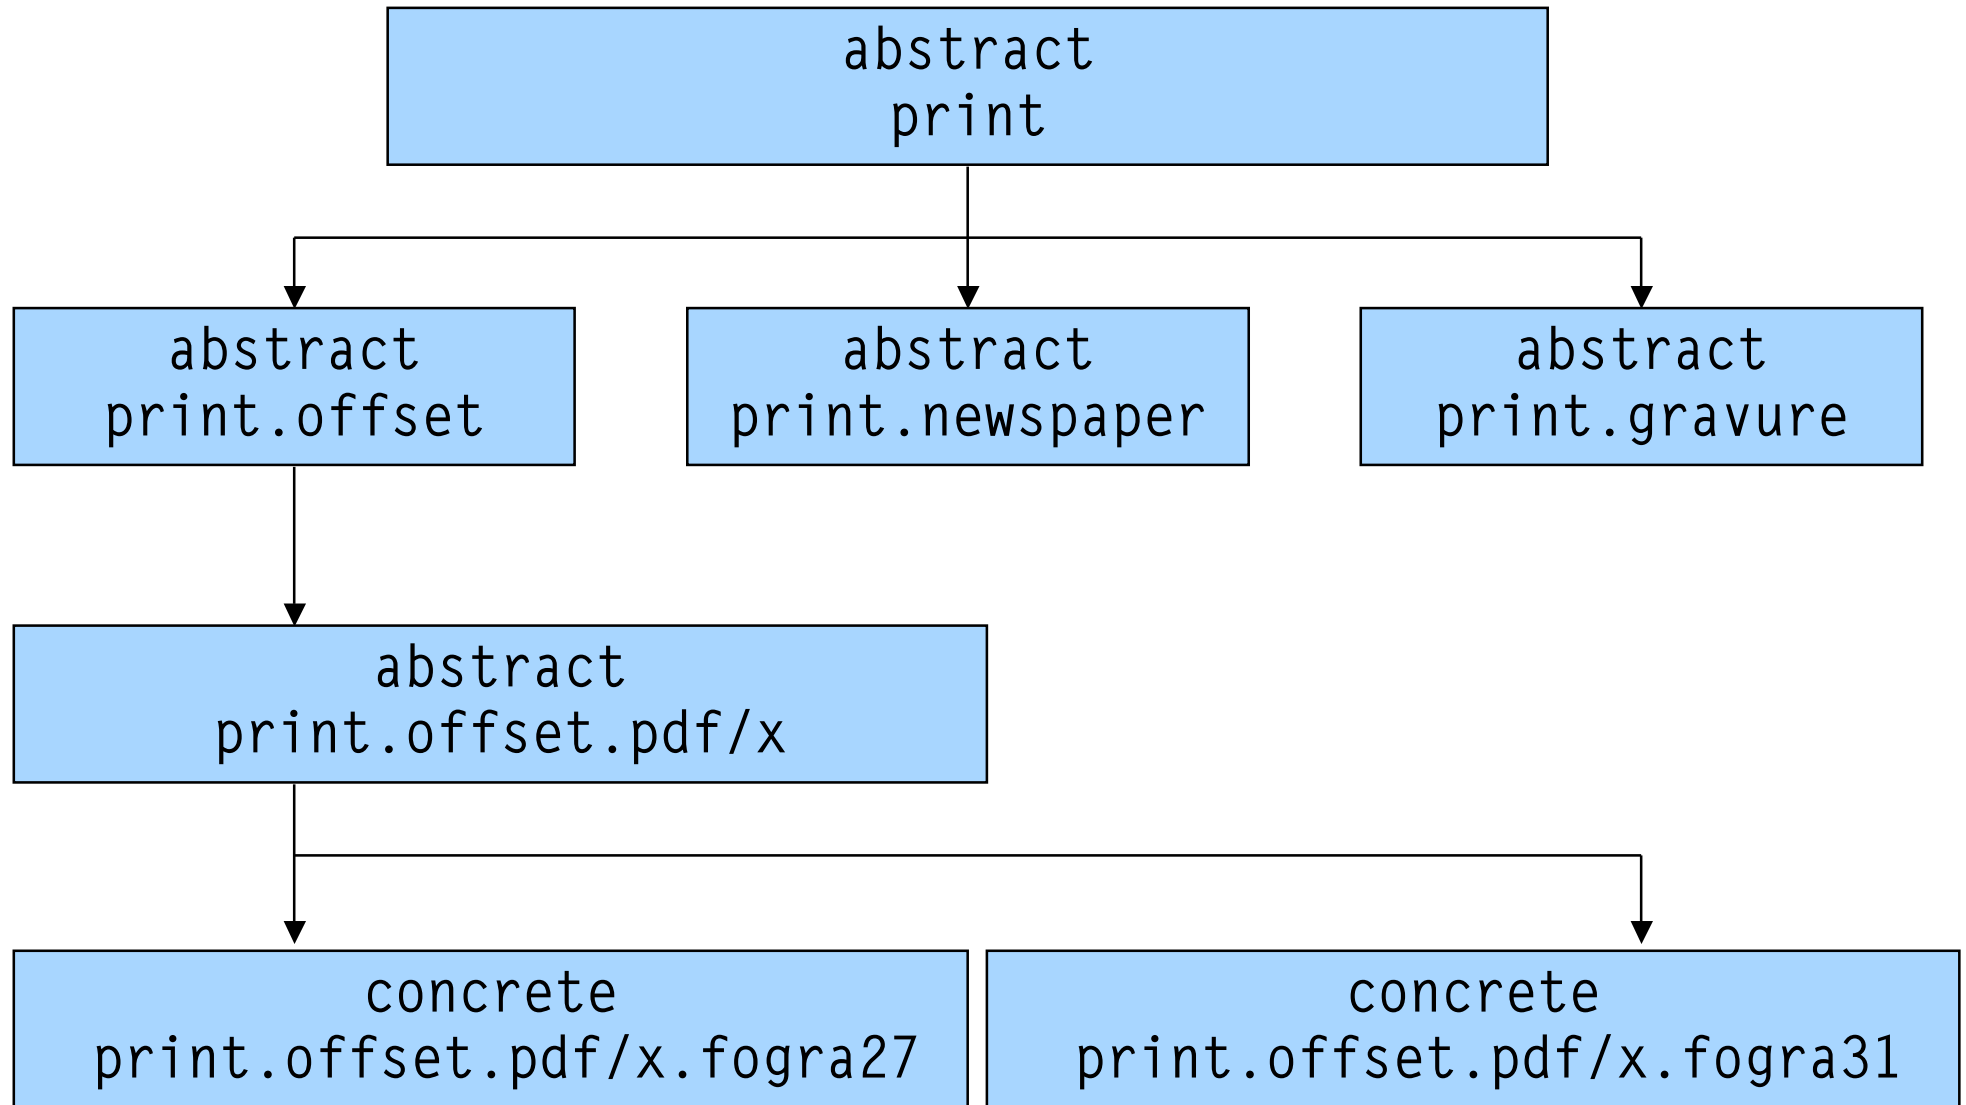 abstract
print
abstract
print.offset
abstract
print.newspaper
abstract
print.gravure
abstract
print.offset.pdf/x
concrete
print.offset.pdf/x.fogra27
concrete
print.offset.pdf/x.fogra31